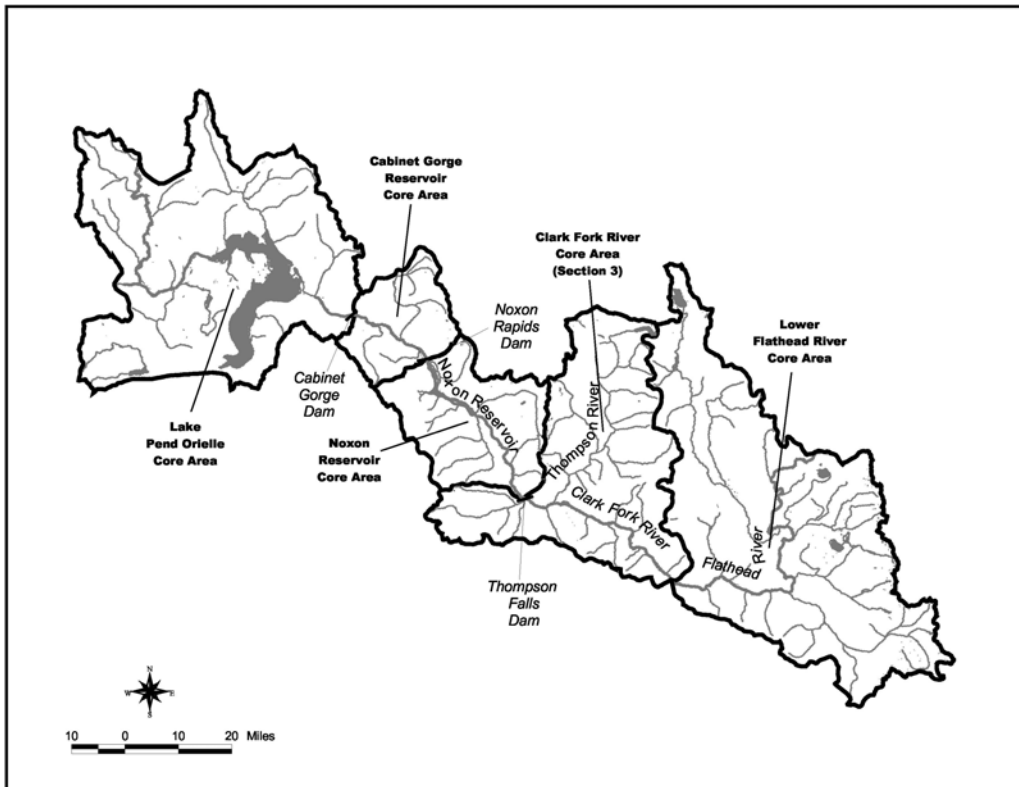 Cabinet Gorge
Reservoir
Core Area
Clark Fork River
Core Area
(Section 3)
Noxon
Rapids
Dam
Lower
Flathead River
Core Area
Cabinet
Gorge
Dam
Noxon Reservoir
Thompson River
Lake
Pend Orielle
Core Area
Noxon
Reservoir
Core Area
Clark Fork River
Flathead
River
Thompson
Falls
Dam
N
W
E
S
10 0 10 20 Miles